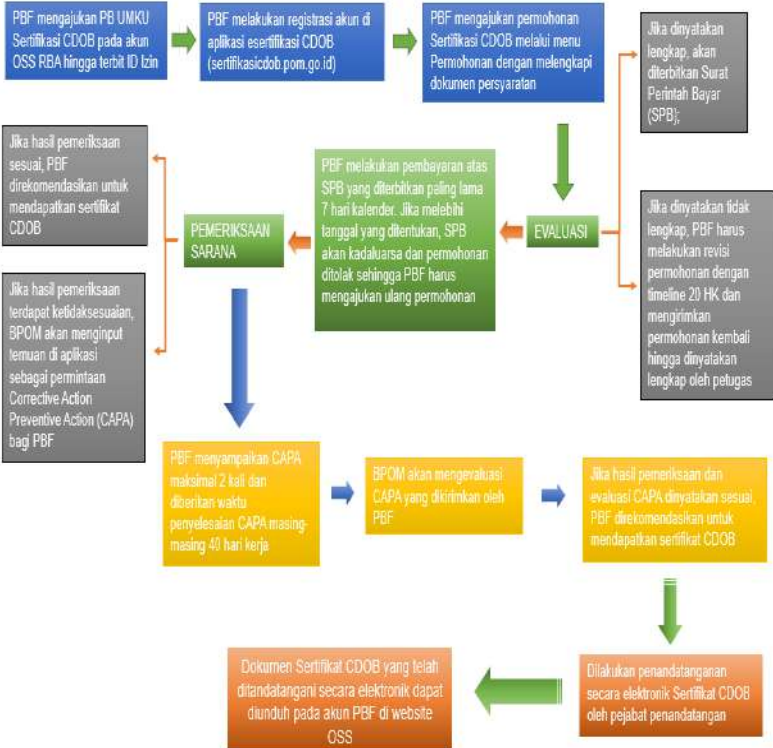 PBF mengajukan PB UMKU
Sertifikasi CDOB pada akun
OSS RBA hingga terbit ID Izin
PBF melakukan registrasi akun di
aplikasi esertifikasi CDOB
(sertifikasicdob.pom.go.id)
PBF mengajukan permohonan
Sertifikasi CDOB melalui menu
Permohonan dengan melengkapi
dokumen persyaratan
Jika dinyatakan
lengkap, akan
diterbitkan Surat
Perintah Bayar
(SPB);
Jika hasil pemeriksaan
sesuai, PBF
direkomendasikan untuk
mendapatkan sertifikat
CDOB
PEMERIKSAAN
SARANA
PBF melakukan pembayaran atas
SPB yang diterbitkan paling lama
7 hari kalender. Jika melebihi
tanggal yang ditentukan, SPB
akan kadaluarsa dan permohonan
ditolak sehingga PBF harus
mengajukan ulang permohonan
EVALUASI
Jika dinyatakan tidak
lengkap, PBF harus
melakukan revisi
permohonan dengan
timeline 20 HK dan
mengirimkan
permohonan kembali
hingga dinyatakan
lengkap oleh petugas
Jika hasil pemeriksaan
terdapat ketidaksesuaian,
BPOM akan menginput
temuan di aplikasi
sebagai permintaan
Corrective Action
Preventive Action (CAPA)
bagi PBF
PBF menyampaikan CAPA
maksimal 2 kali dan
diberikan waktu
penyelesaian CAPA masing-
masing 40 hari kerja
BPOM akan mengevaluasi
CAPA yang dikirimkan oleh
PBF
Jika hasil pemeriksaan dan
evaluasi CAPA dinyatakan sesuai,
PBF direkomendasikan untuk
mendapatkan sertifikat CDOB
Dilakukan penandatanganan
secara elektronik Sertifikat CDOB
oleh pejabat penandatangan
Dokumen Sertifikat CDOB yang telah
ditandatangani secara elektronik dapat
diunduh pada akun PBF di website
OSS